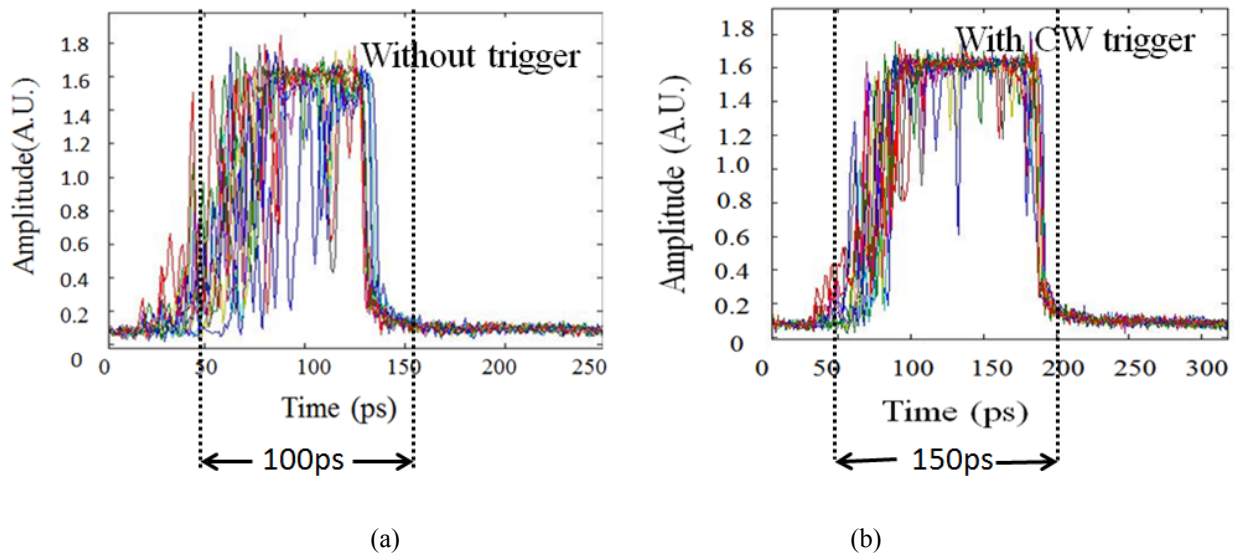 Without trigger
Amplitude(A.U.)
1.8
1.6
1.4
1.2
1.0
0.8
0.6
0.4
0.2
0
0 50 100 150 200 250
Time (ps)
100ps
(a)
With CW trigger
Amplitude (A.U.)
1.8
1.6
1.4
1.2
1.0
0.8
0.6
0.4
0.2
0
0 50 100 150 200 250 300
Time (ps)
150ps
(b)